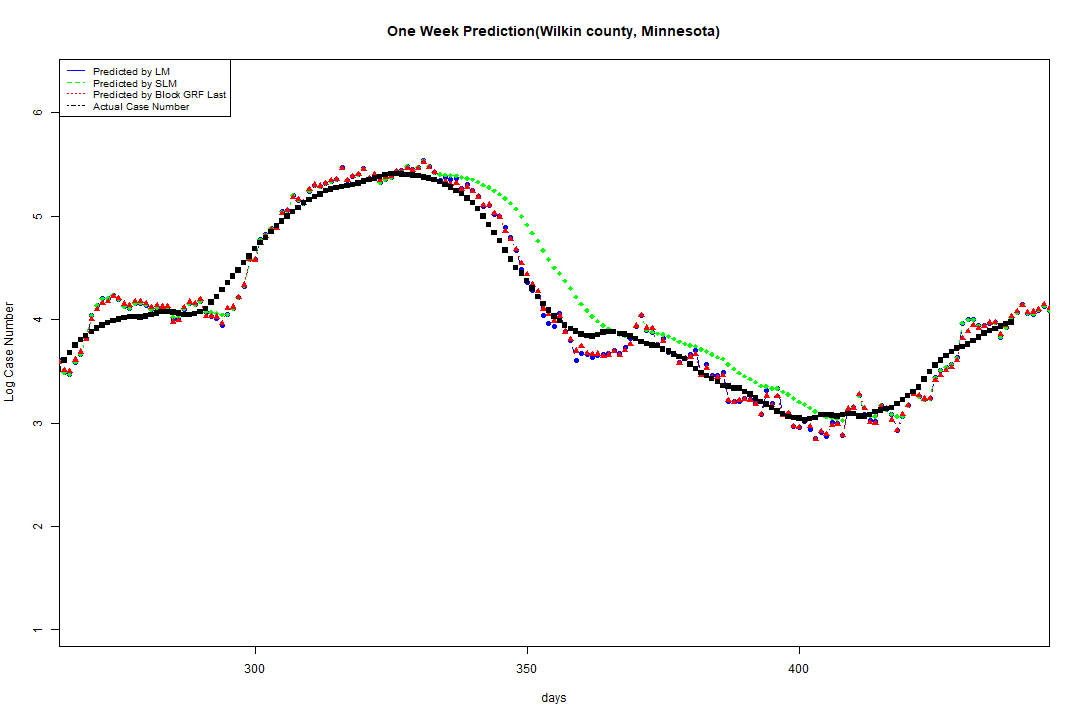 One Week Prediction(Wilkin county, Minnesota)
Predicted by LM
Predicted by SLM
Predicted by Block GRF Last
Actual Case Number
6
5
4
3
2
1
Log Case Number
300 350 400
days